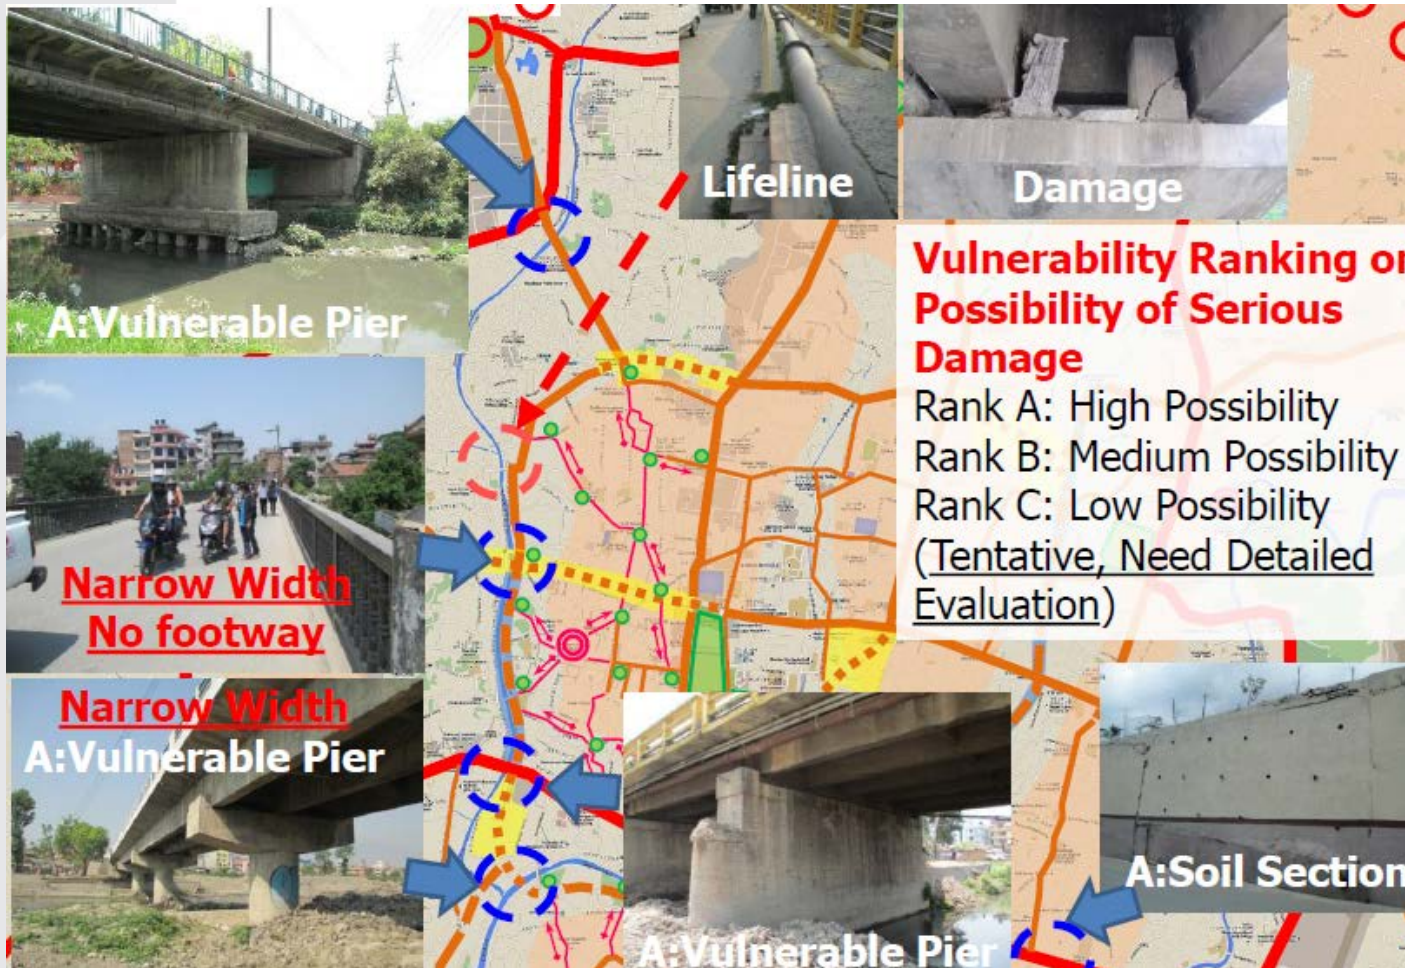 A:Vulnerable Pier
Lifeline
Damage
Vulnerability Ranking on
Possibility of Serious
Damage
Rank A: High Possibility
Rank B: Medium Possibility
Rank C: Low Possibility
(Tentative, Need Detailed
Evaluation)
Narrow Width
No footway
Narrow Width
A:Vulnerable Pier
A:Vulnerable Pier
A:Soil Section